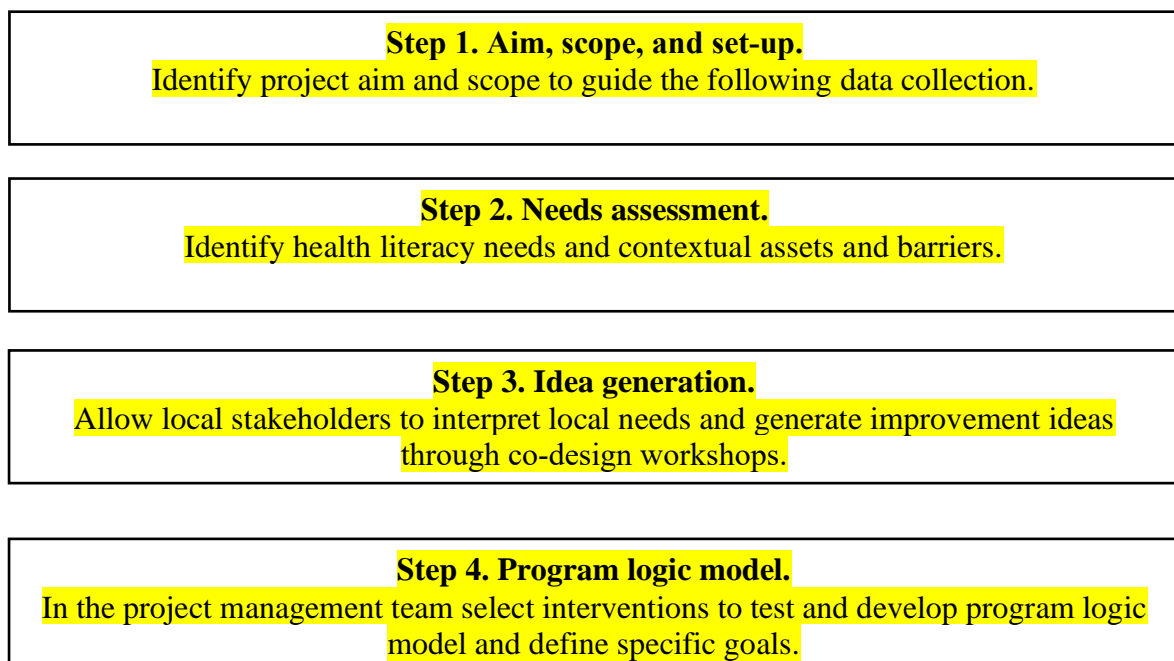 Step 1. Aim, scope, and set-up.
Identify project aim and scope to guide the following data collection.
Step 2. Needs assessment.
Identify health literacy needs and contextual assets and barriers.
Step 3. Idea generation.
Allow local stakeholders to interpret local needs and generate improvement ideas
through co-design workshops.
Step 4. Program logic model.
In the project management team select interventions to test and develop program logic
model and define specific goals.